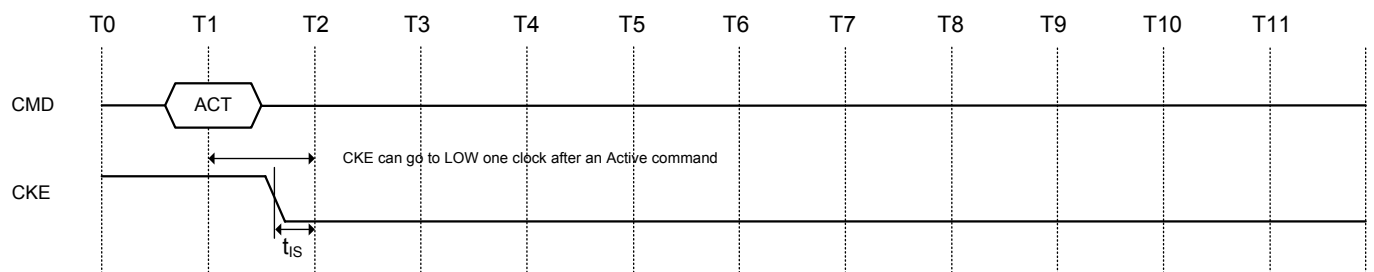 T0 T1 T2 T3 T4 T5 T6 T7 T8 T9 T10 T11
CMD ACT
CKE can go to LOW one clock after an Active command
CKE
tIS